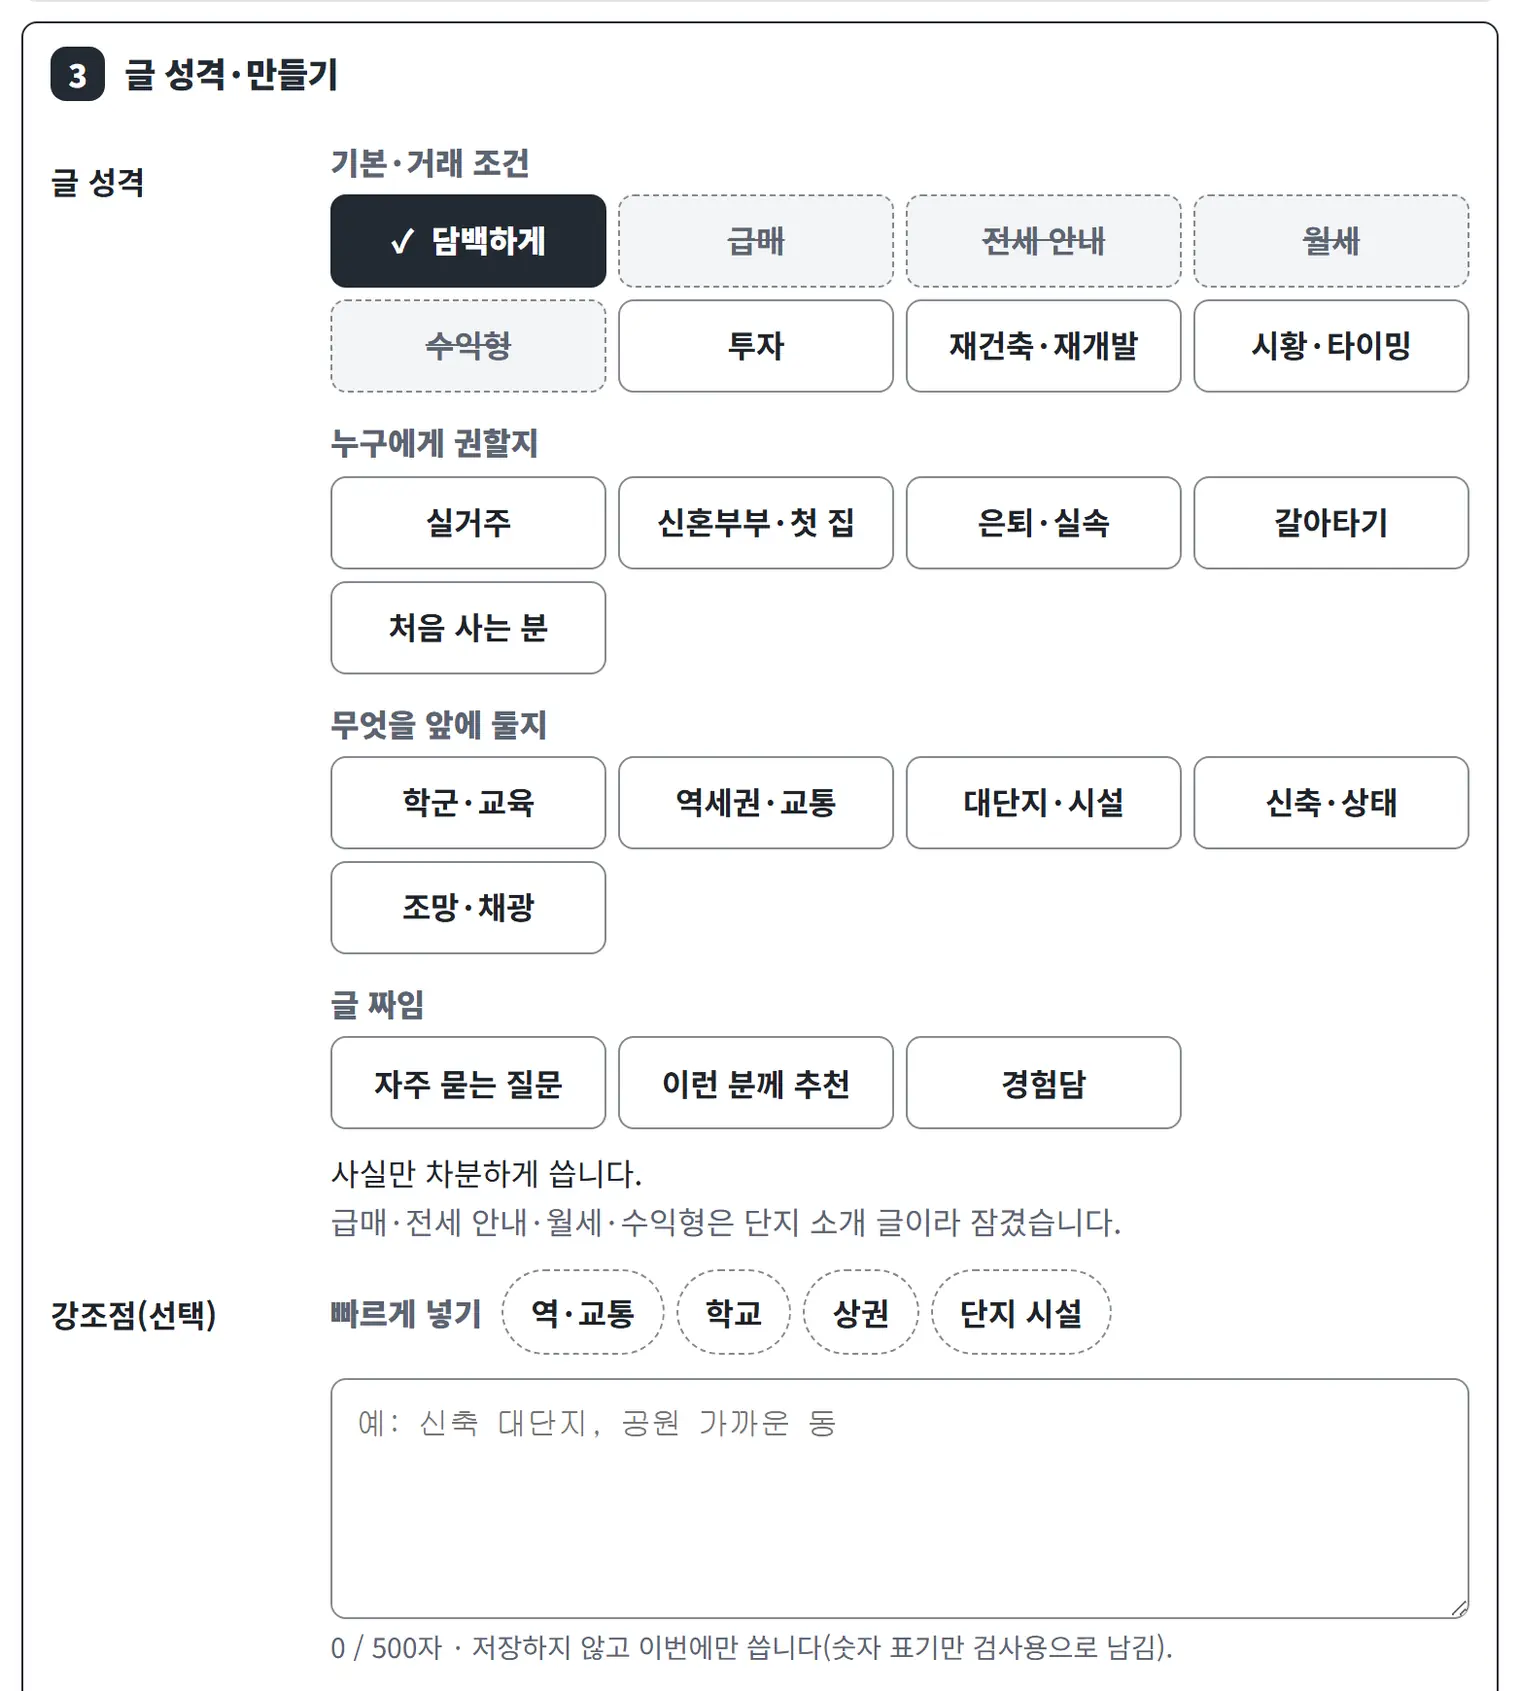 3 글 성격·만들기
글 성격
기본·거래 조건
✓ 담백하게 급매 전세 안내 월세
수익형 투자 재건축·재개발 시황·타이밍
누구에게 권할지
실거주 신혼부부·첫 집 은퇴·실속 갈아타기
처음 사는 분
무엇을 앞에 둘지
학군·교육 역세권·교통 대단지·시설 신축·상태
조망·채광
글 짜임
자주 묻는 질문 이런 분께 추천 경험담
사실만 차분하게 씁니다.
급매·전세 안내·월세·수익형은 단지 소개 글이라 잠겼습니다.
강조점(선택) 빠르게 넣기 역·교통 학교 상권 단지 시설
예: 신축 대단지, 공원 가까운 동
0 / 500자 · 저장하지 않고 이번에만 씁니다(숫자 표기만 검사용으로 남김).